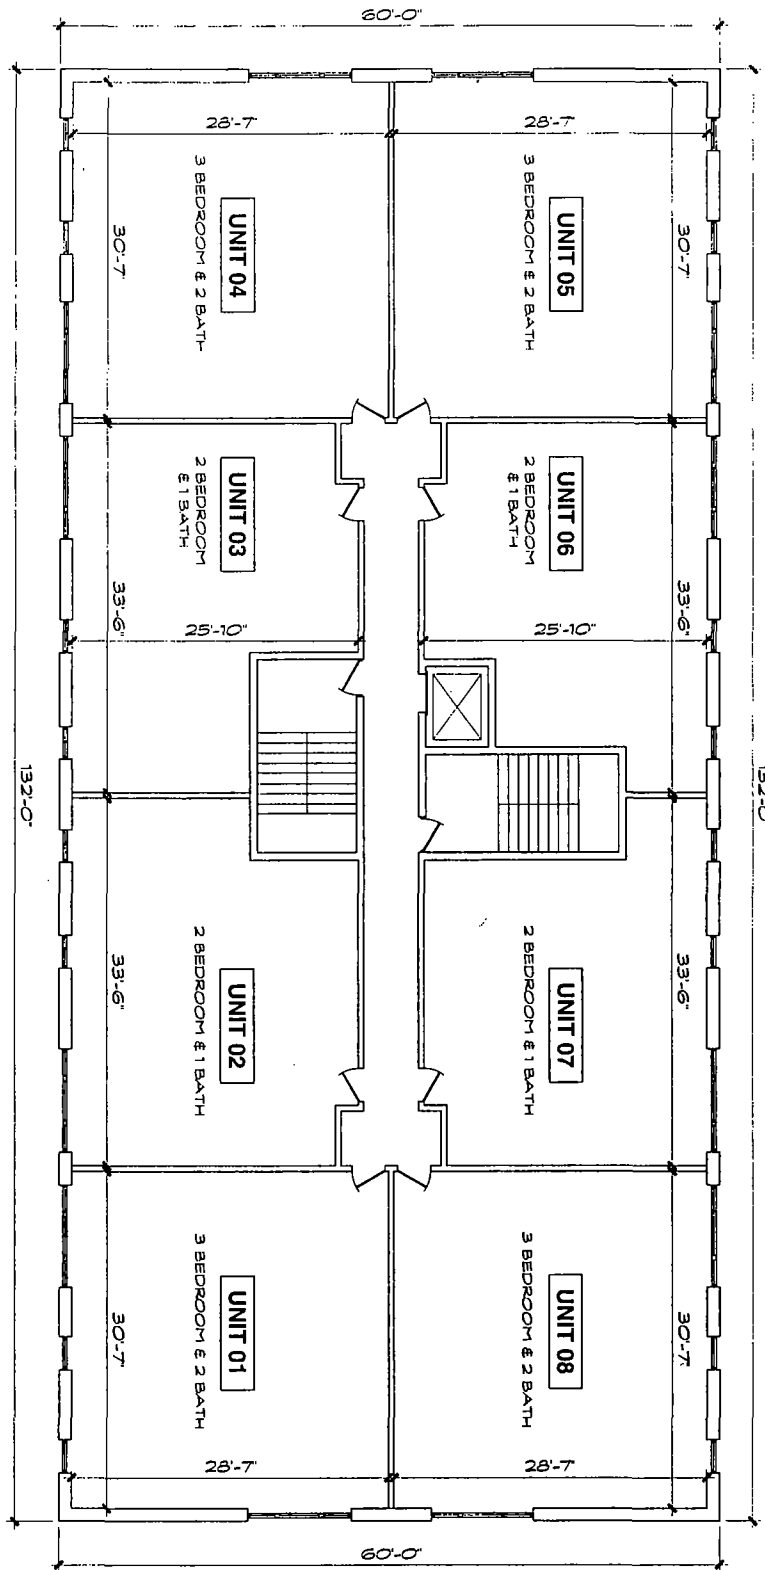 60'-0"
28'-7"
28'-7"
UNIT 04
3 BEDROOM & 2 BATH
30'-7"
UNIT 05
3 BEDROOM & 2 BATH
30'-7"
UNIT 03
2 BEDROOM
& 1 BATH
33'-6"
25'-10"
UNIT 06
2 BEDROOM
& 1 BATH
33'-6"
25'-10"
132'-0"
132'-0"
UNIT 02
2 BEDROOM & 1 BATH
33'-6"
UNIT 07
2 BEDROOM & 1 BATH
33'-6"
UNIT 01
3 BEDROOM & 2 BATH
30'-7"
UNIT 08
3 BEDROOM & 2 BATH
30'-7"
28'-7"
28'-7"
60'-0"